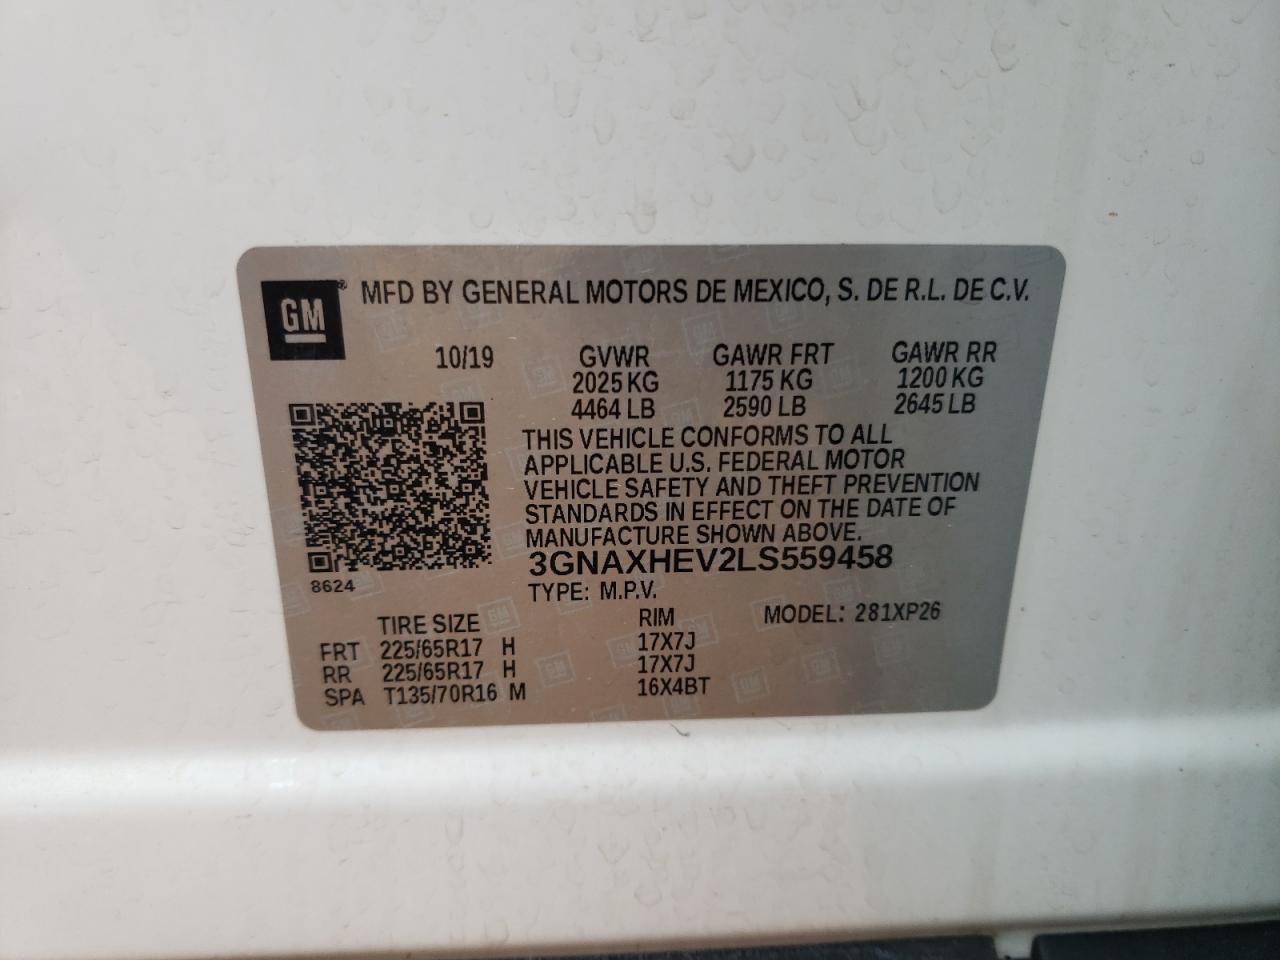 GM® MFD BY GENERAL MOTORS DE MEXICO, S. DE R.L. DE C.V.
10/19 GVWR GAWR FRT GAWR RR
2025 KG 1175 KG 1200 KG
4464 LB 2590 LB 2645 LB
THIS VEHICLE CONFORMS TO ALL
APPLICABLE U.S. FEDERAL MOTOR
VEHICLE SAFETY AND THEFT PREVENTION
STANDARDS IN EFFECT ON THE DATE OF
MANUFACTURE SHOWN ABOVE.
3GNAXHEV2LS559458
8624 TYPE: M.P.V.
TIRE SIZE RIM MODEL: 281XP26
FRT 225/65R17 H 17X7J
RR 225/65R17 H 17X7J
SPA T135/70R16 M 16X4BT